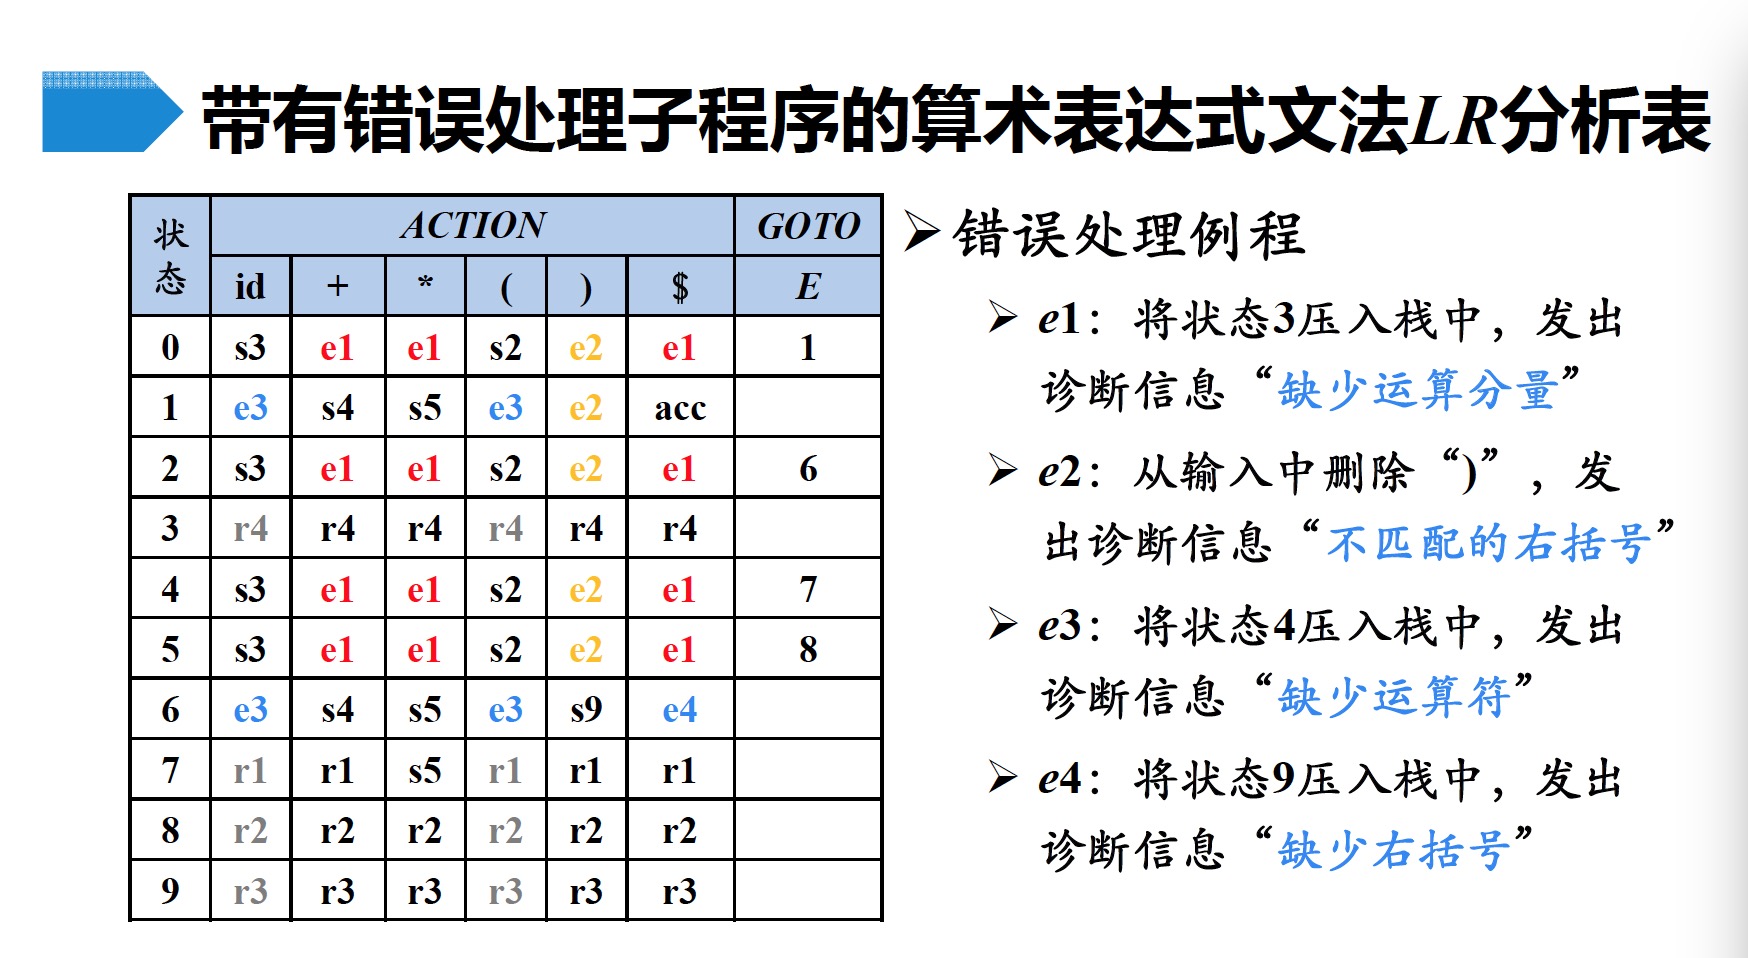 带有错误处理子程序的算术表达式文法LR分析表
状态 ACTION GOTO
id + * ( ) $ E
0 s3 e1 e1 s2 e2 e1 1
1 e3 s4 s5 e3 e2 acc
2 s3 e1 e1 s2 e2 e1 6
3 r4 r4 r4 r4 r4 r4
4 s3 e1 e1 s2 e2 e1 7
5 s3 e1 e1 s2 e2 e1 8
6 e3 s4 s5 e3 s9 e4
7 r1 r1 s5 r1 r1 r1
8 r2 r2 r2 r2 r2 r2
9 r3 r3 r3 r3 r3 r3
➢错误处理例程
➢ e1：将状态3压入栈中，发出
诊断信息“缺少运算分量”
➢ e2：从输入中删除“)”，发
出诊断信息“不匹配的右括号”
➢ e3：将状态4压入栈中，发出
诊断信息“缺少运算符”
➢ e4：将状态9压入栈中，发出
诊断信息“缺少右括号”